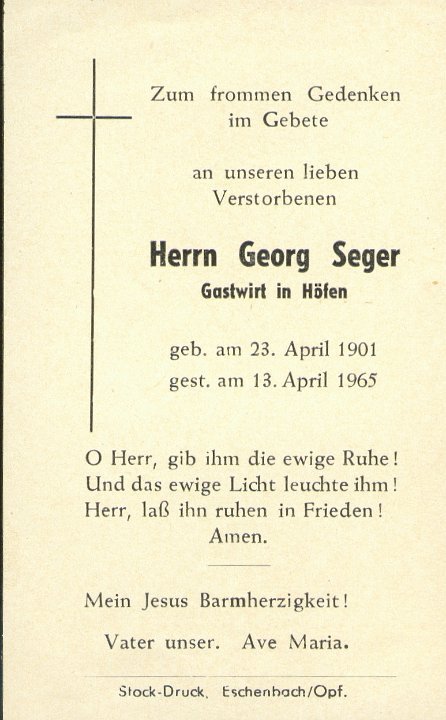 Zum frommen Gedenken
im Gebete
an unseren lieben
Verstorbenen
Herrn Georg Seger
Gastwirt in Höfen
geb. am 23. April 1901
gest. am 13. April 1965
O Herr, gib ihm die ewige Ruhe!
Und das ewige Licht leuchte ihm!
Herr, laß ihn ruhen in Frieden!
Amen.
Mein Jesus Barmherzigkeit!
Vater unser. Ave Maria.
Stock-Druck, Eschenbach/Opf.